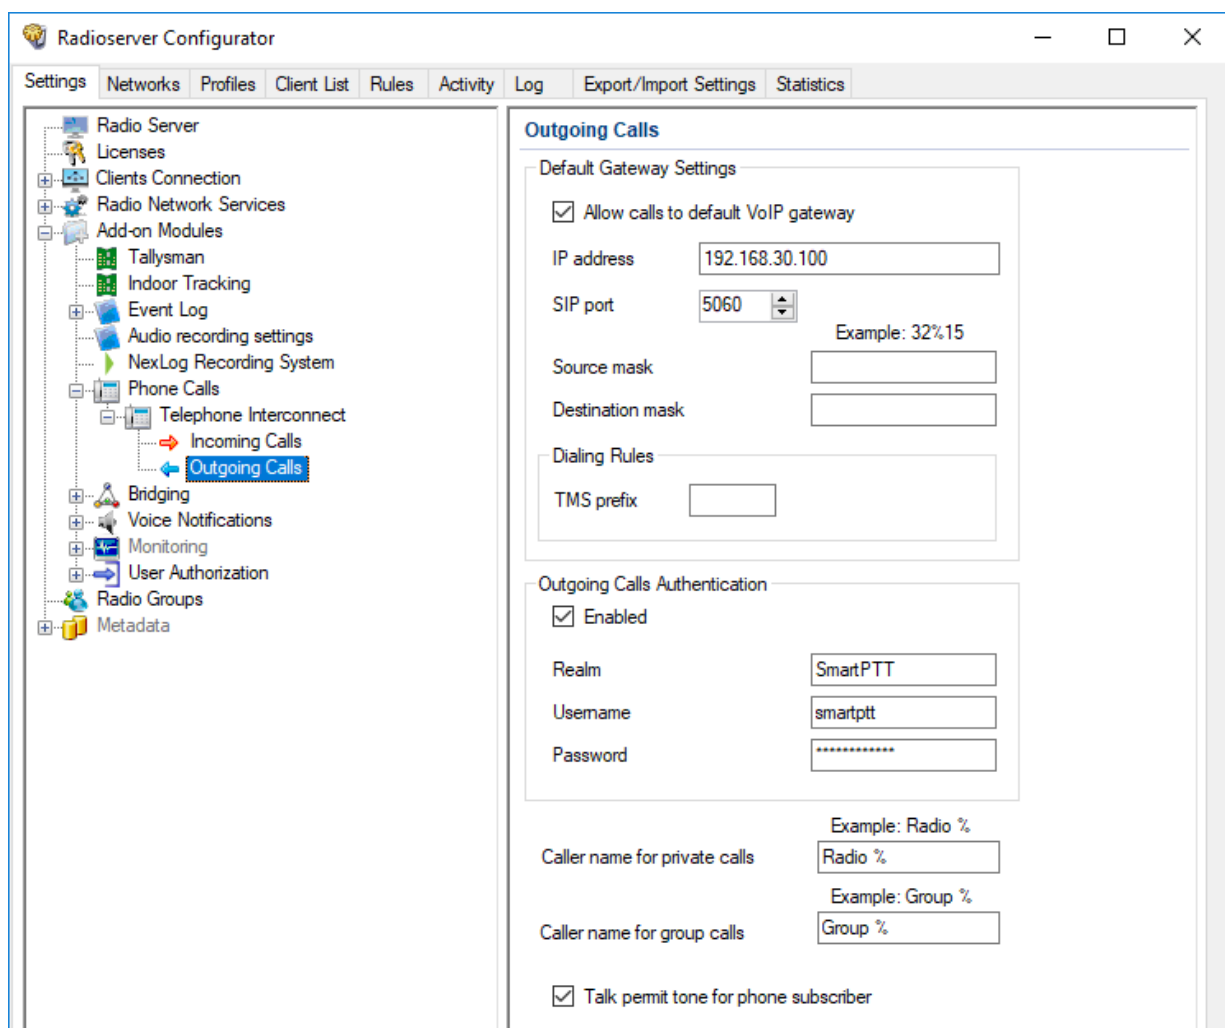 Radioserver Configurator
Settings Networks Profiles Client List Rules Activity Log Export/Import Settings Statistics
Radio Server
Licenses
Clients Connection
Radio Network Services
Add-on Modules
Tallysman
Indoor Tracking
Event Log
Audio recording settings
NexLog Recording System
Phone Calls
Telephone Interconnect
Incoming Calls
Outgoing Calls
Bridging
Voice Notifications
Monitoring
User Authorization
Radio Groups
Metadata
Outgoing Calls
Default Gateway Settings
Allow calls to default VoIP gateway
IP address 192.168.30.100
SIP port 5060
Example: 32%15
Source mask
Destination mask
Dialing Rules
TMS prefix
Outgoing Calls Authentication
Enabled
Realm SmartPTT
Username smartptt
Password ************
Example: Radio %
Caller name for private calls Radio %
Example: Group %
Caller name for group calls Group %
Talk permit tone for phone subscriber